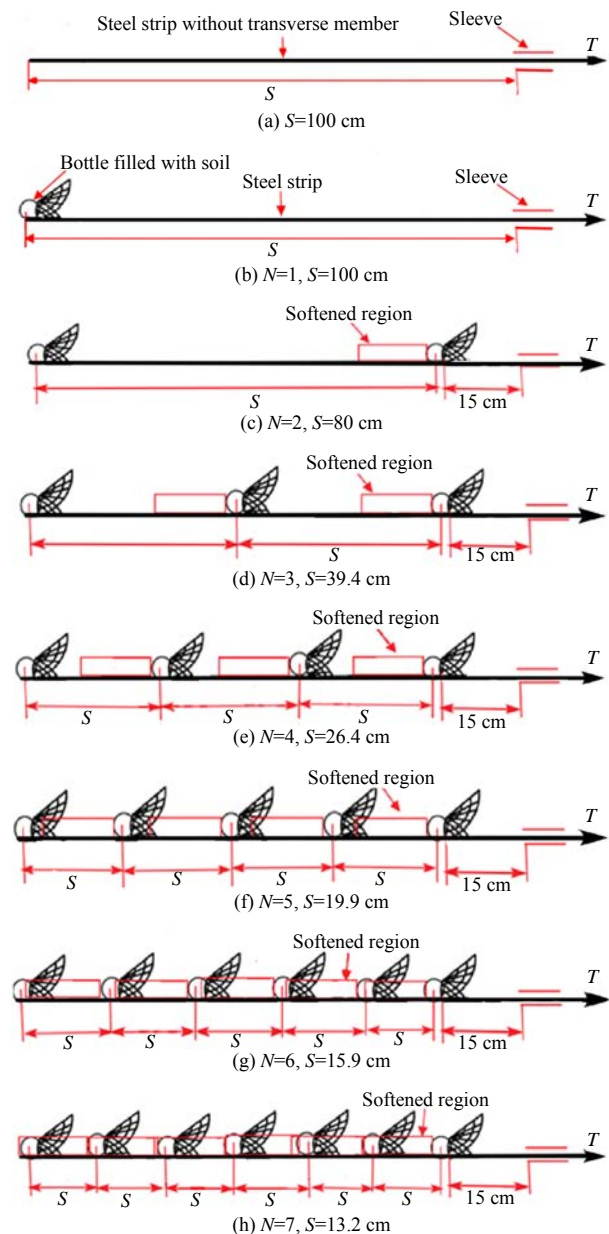 Steel strip without transverse member
Sleeve
T
S
(a) S=100 cm
Bottle filled with soil
Steel strip
Sleeve
T
S
(b) N=1, S=100 cm
Softened region
T
S
15 cm
(c) N=2, S=80 cm
Softened region
T
S
15 cm
(d) N=3, S=39.4 cm
Softened region
T
S S S 15 cm
(e) N=4, S=26.4 cm
Softened region
T
S S S S 15 cm
(f) N=5, S=19.9 cm
Softened region
T
S S S S S 15 cm
(g) N=6, S=15.9 cm
Softened region
T
S S S S S S 15 cm
(h) N=7, S=13.2 cm